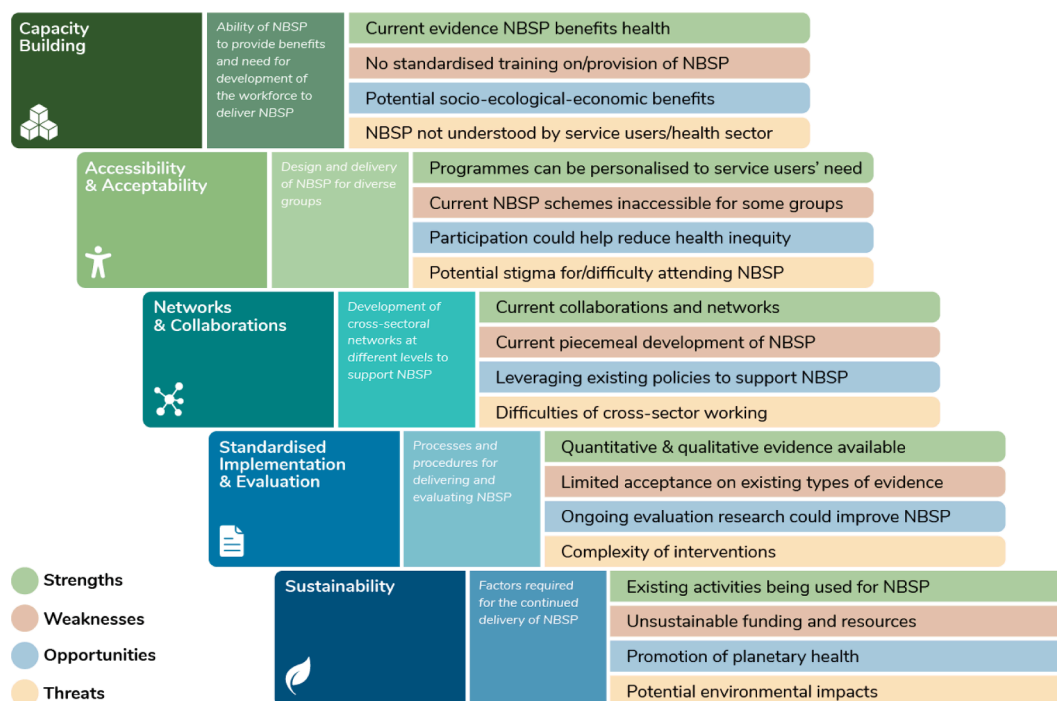 Capacity
Building
Ability of NBSP
to provide benefits
and need for
development of
the workforce to
deliver NBSP
Current evidence NBSP benefits health
No standardised training on/provision of NBSP
Potential socio-ecological-economic benefits
NBSP not understood by service users/health sector
Accessibility
& Acceptability
Design and delivery
of NBSP for diverse
groups
Programmes can be personalised to service users’ need
Current NBSP schemes inaccessible for some groups
Participation could help reduce health inequity
Potential stigma for/difficulty attending NBSP
Networks
& Collaborations
Development of
cross-sectoral
networks at
different levels to
support NBSP
Current collaborations and networks
Current piecemeal development of NBSP
Leveraging existing policies to support NBSP
Difficulties of cross-sector working
Standardised
Implementation
& Evaluation
Processes and
procedures for
delivering and
evaluating NBSP
Quantitative & qualitative evidence available
Limited acceptance on existing types of evidence
Ongoing evaluation research could improve NBSP
Complexity of interventions
Sustainability
Factors required
for the continued
delivery of NBSP
Existing activities being used for NBSP
Unsustainable funding and resources
Promotion of planetary health
Potential environmental impacts
Strengths
Weaknesses
Opportunities
Threats